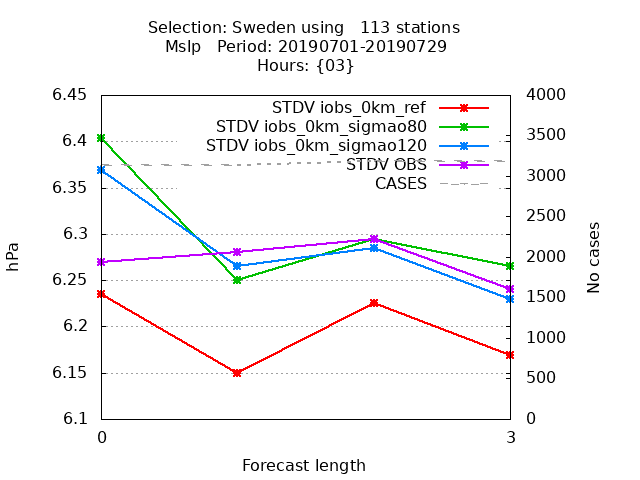 Selection: Sweden using   113 stations
Mslp   Period: 20190701-20190729
Hours: {03}
6.45
6.4
6.35
6.3
6.25
6.2
6.15
6.1
hPa
STDV iobs_0km_ref
STDV iobs_0km_sigmao80
STDV iobs_0km_sigmao120
STDV OBS
CASES
4000
3500
3000
2500
2000
1500
1000
500
0
No cases
0
3
Forecast length